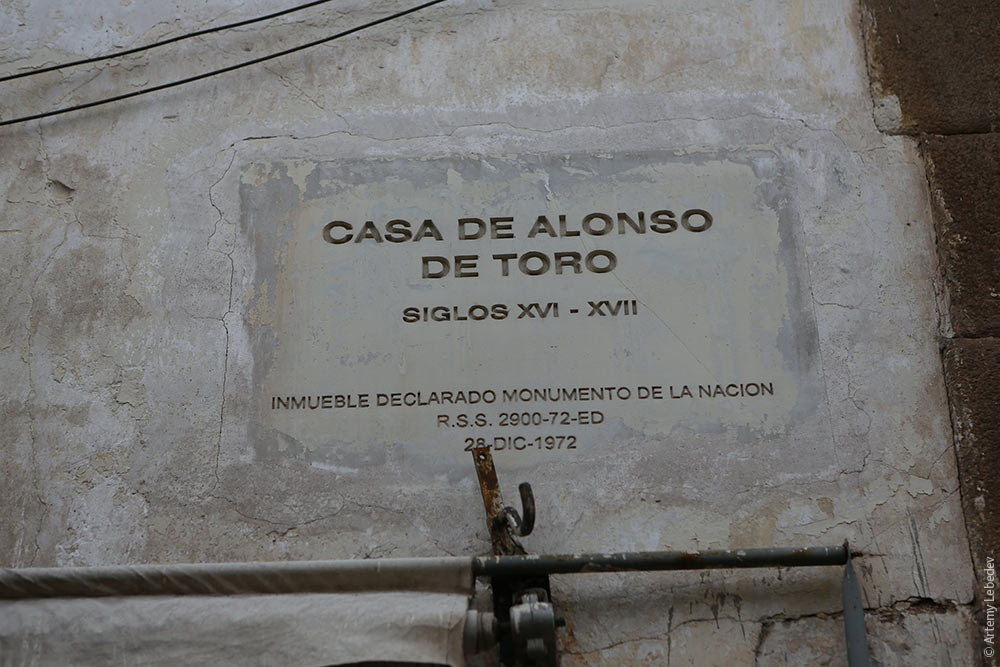 CASA DE ALONSO
DE TORO
SIGLOS XVI - XVII
INMUEBLE DECLARADO MONUMENTO DE LA NACION
R.S.S. 2900-72-ED
28-DIC-1972
© Artemy Lebedev